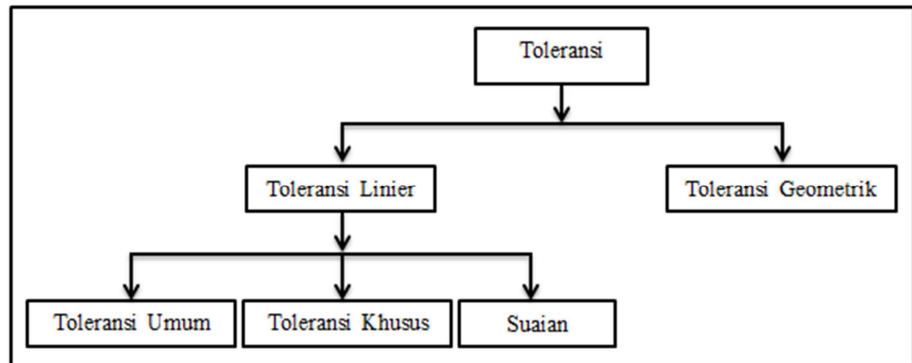 Toleransi
Toleransi Linier
Toleransi Geometrik
Toleransi Umum
Toleransi Khusus
Suaian